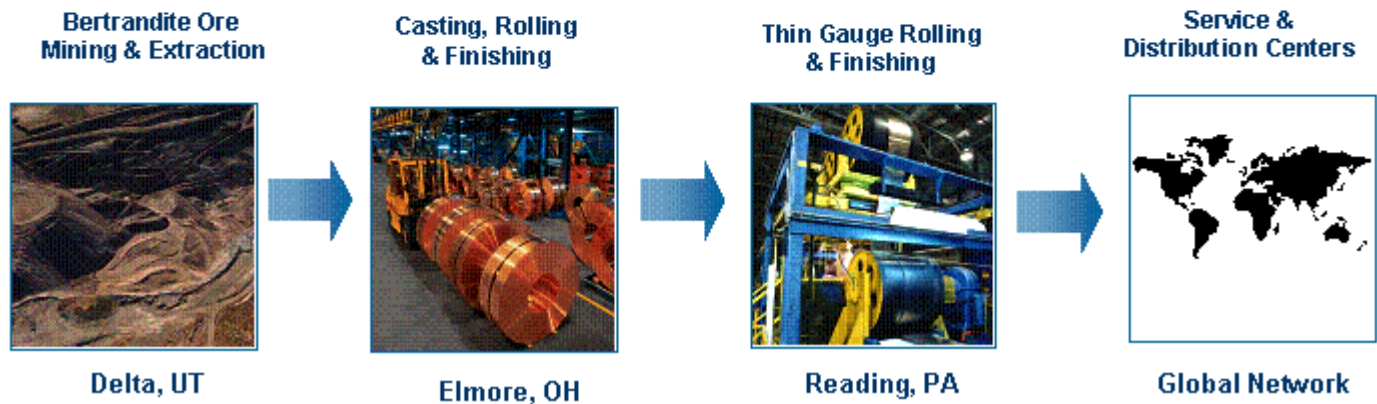 Bertrandite Ore
Mining & Extraction
Casting, Rolling
& Finishing
Thin Gauge Rolling
& Finishing
Service &
Distribution Centers
Delta, UT
Elmore, OH
Reading, PA
Global Network